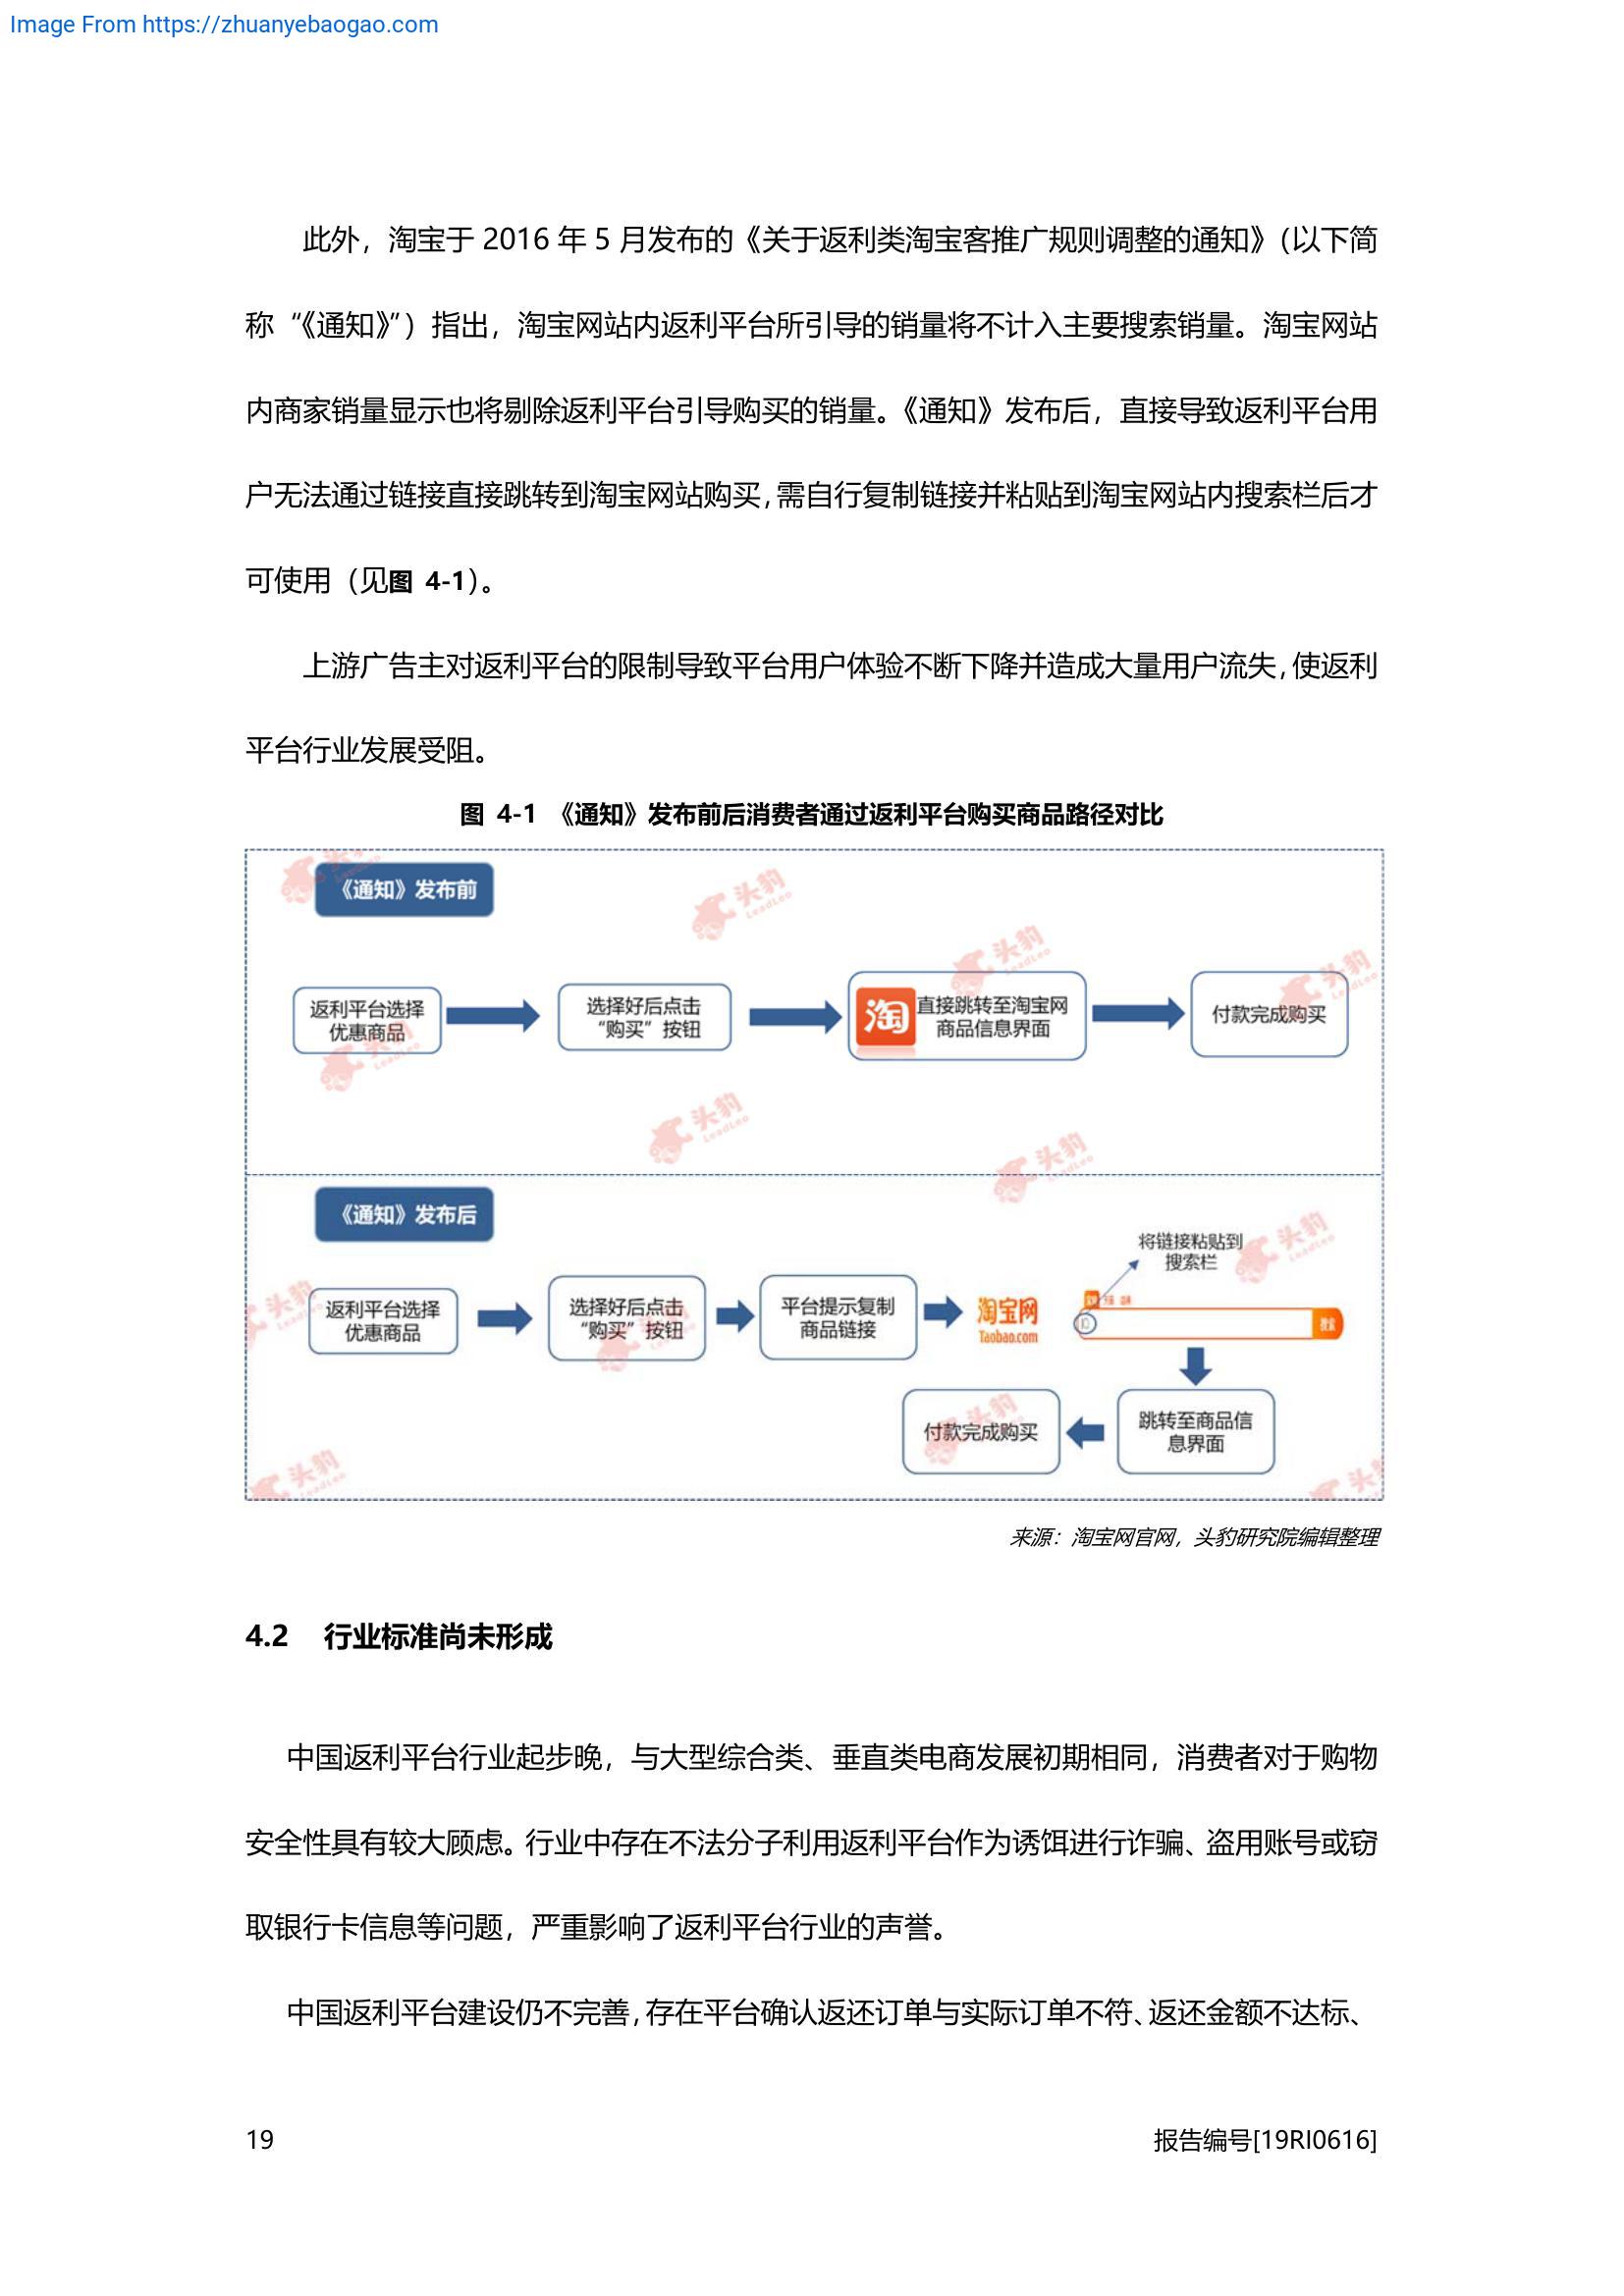 Image From https://zhuanyebaogao.com
此外，淘宝于 2016 年 5 月发布的《关于返利类淘宝客推广规则调整的通知》（以下简
称“《通知》”）指出，淘宝网站内返利平台所引导的销量将不计入主要搜索销量。淘宝网站
内商家销量显示也将剔除返利平台引导购买的销量。《通知》发布后，直接导致返利平台用
户无法通过链接直接跳转到淘宝网站购买，需自行复制链接并粘贴到淘宝网站内搜索栏后才
可使用（见图 4-1）。
上游广告主对返利平台的限制导致平台用户体验不断下降并造成大量用户流失，使返利
平台行业发展受阻。
图 4-1 《通知》发布前后消费者通过返利平台购买商品路径对比
《通知》发布前
返利平台选择
优惠商品
选择好后点击
“购买”按钮
淘
直接跳转至淘宝网
商品信息界面
付款完成购买
《通知》发布后
返利平台选择
优惠商品
选择好后点击
“购买”按钮
平台提示复制
商品链接
淘宝网
Taobao.com
将链接粘贴到
搜索栏
搜索
跳转至商品信
息界面
付款完成购买
头豹
LeadLeo
来源：淘宝网官网，头豹研究院编辑整理
4.2 行业标准尚未形成
中国返利平台行业起步晚，与大型综合类、垂直类电商发展初期相同，消费者对于购物
安全性具有较大顾虑。行业中存在不法分子利用返利平台作为诱饵进行诈骗、盗用账号或窃
取银行卡信息等问题，严重影响了返利平台行业的声誉。
中国返利平台建设仍不完善，存在平台确认返还订单与实际订单不符、返还金额不达标、
19
报告编号[19RI0616]